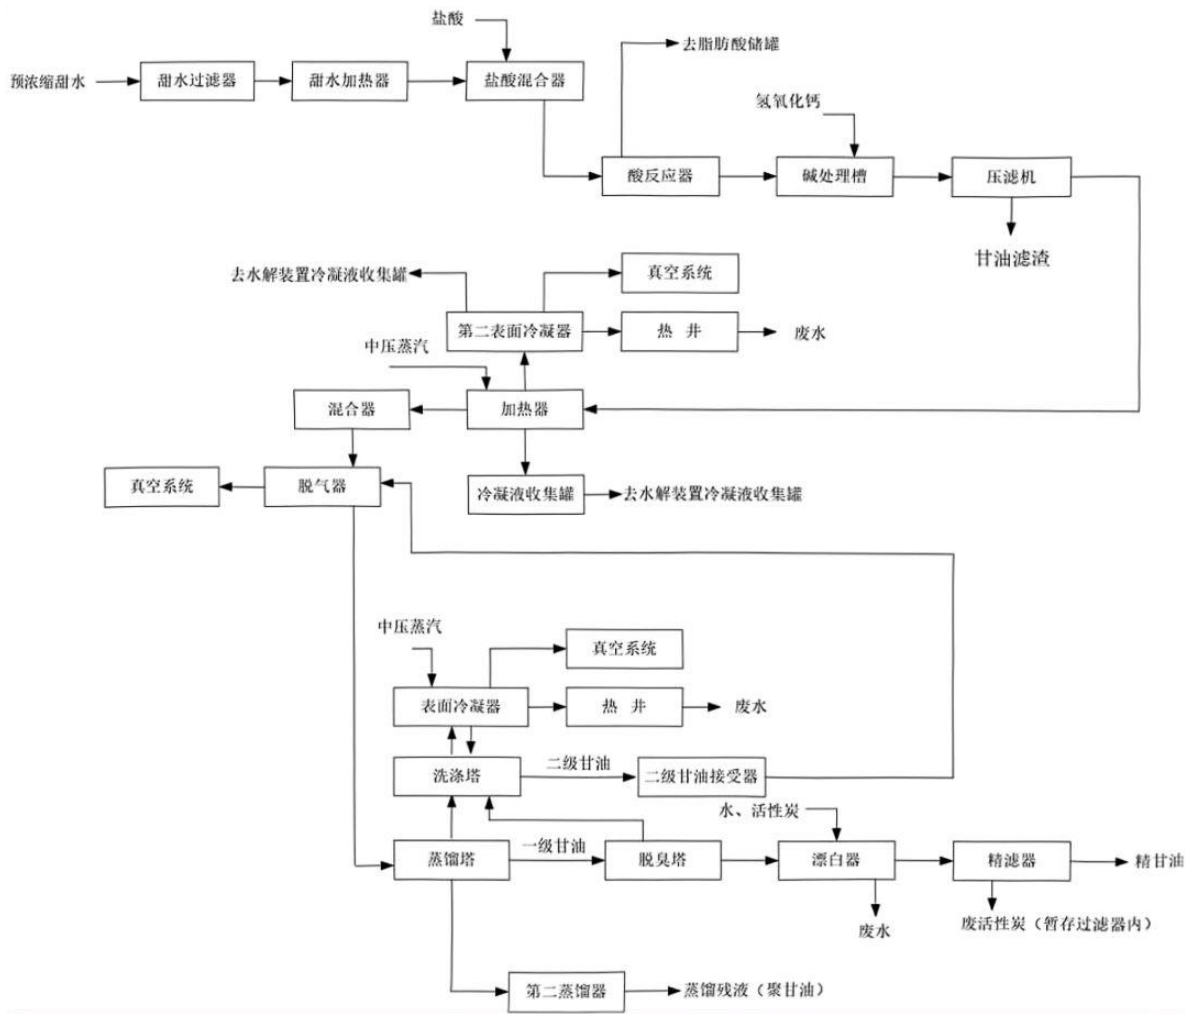 盐酸
去脂肪酸储罐
预浓缩甜水
甜水过滤器
甜水加热器
盐酸混合器
氢氧化钙
酸反应器
碱处理槽
压滤机
甘油滤渣
去水解装置冷凝液收集罐
真空系统
第二表面冷凝器
热 井
废水
中压蒸汽
混合器
加热器
真空系统
脱气器
冷凝液收集罐
去水解装置冷凝液收集罐
中压蒸汽
真空系统
表面冷凝器
热 井
废水
洗涤塔
二级甘油
二级甘油接受器
水、活性炭
蒸馏塔
一级甘油
脱臭塔
漂白器
精滤器
精甘油
废水
废活性炭（暂存过滤器内）
第二蒸馏器
蒸馏残液（聚甘油）